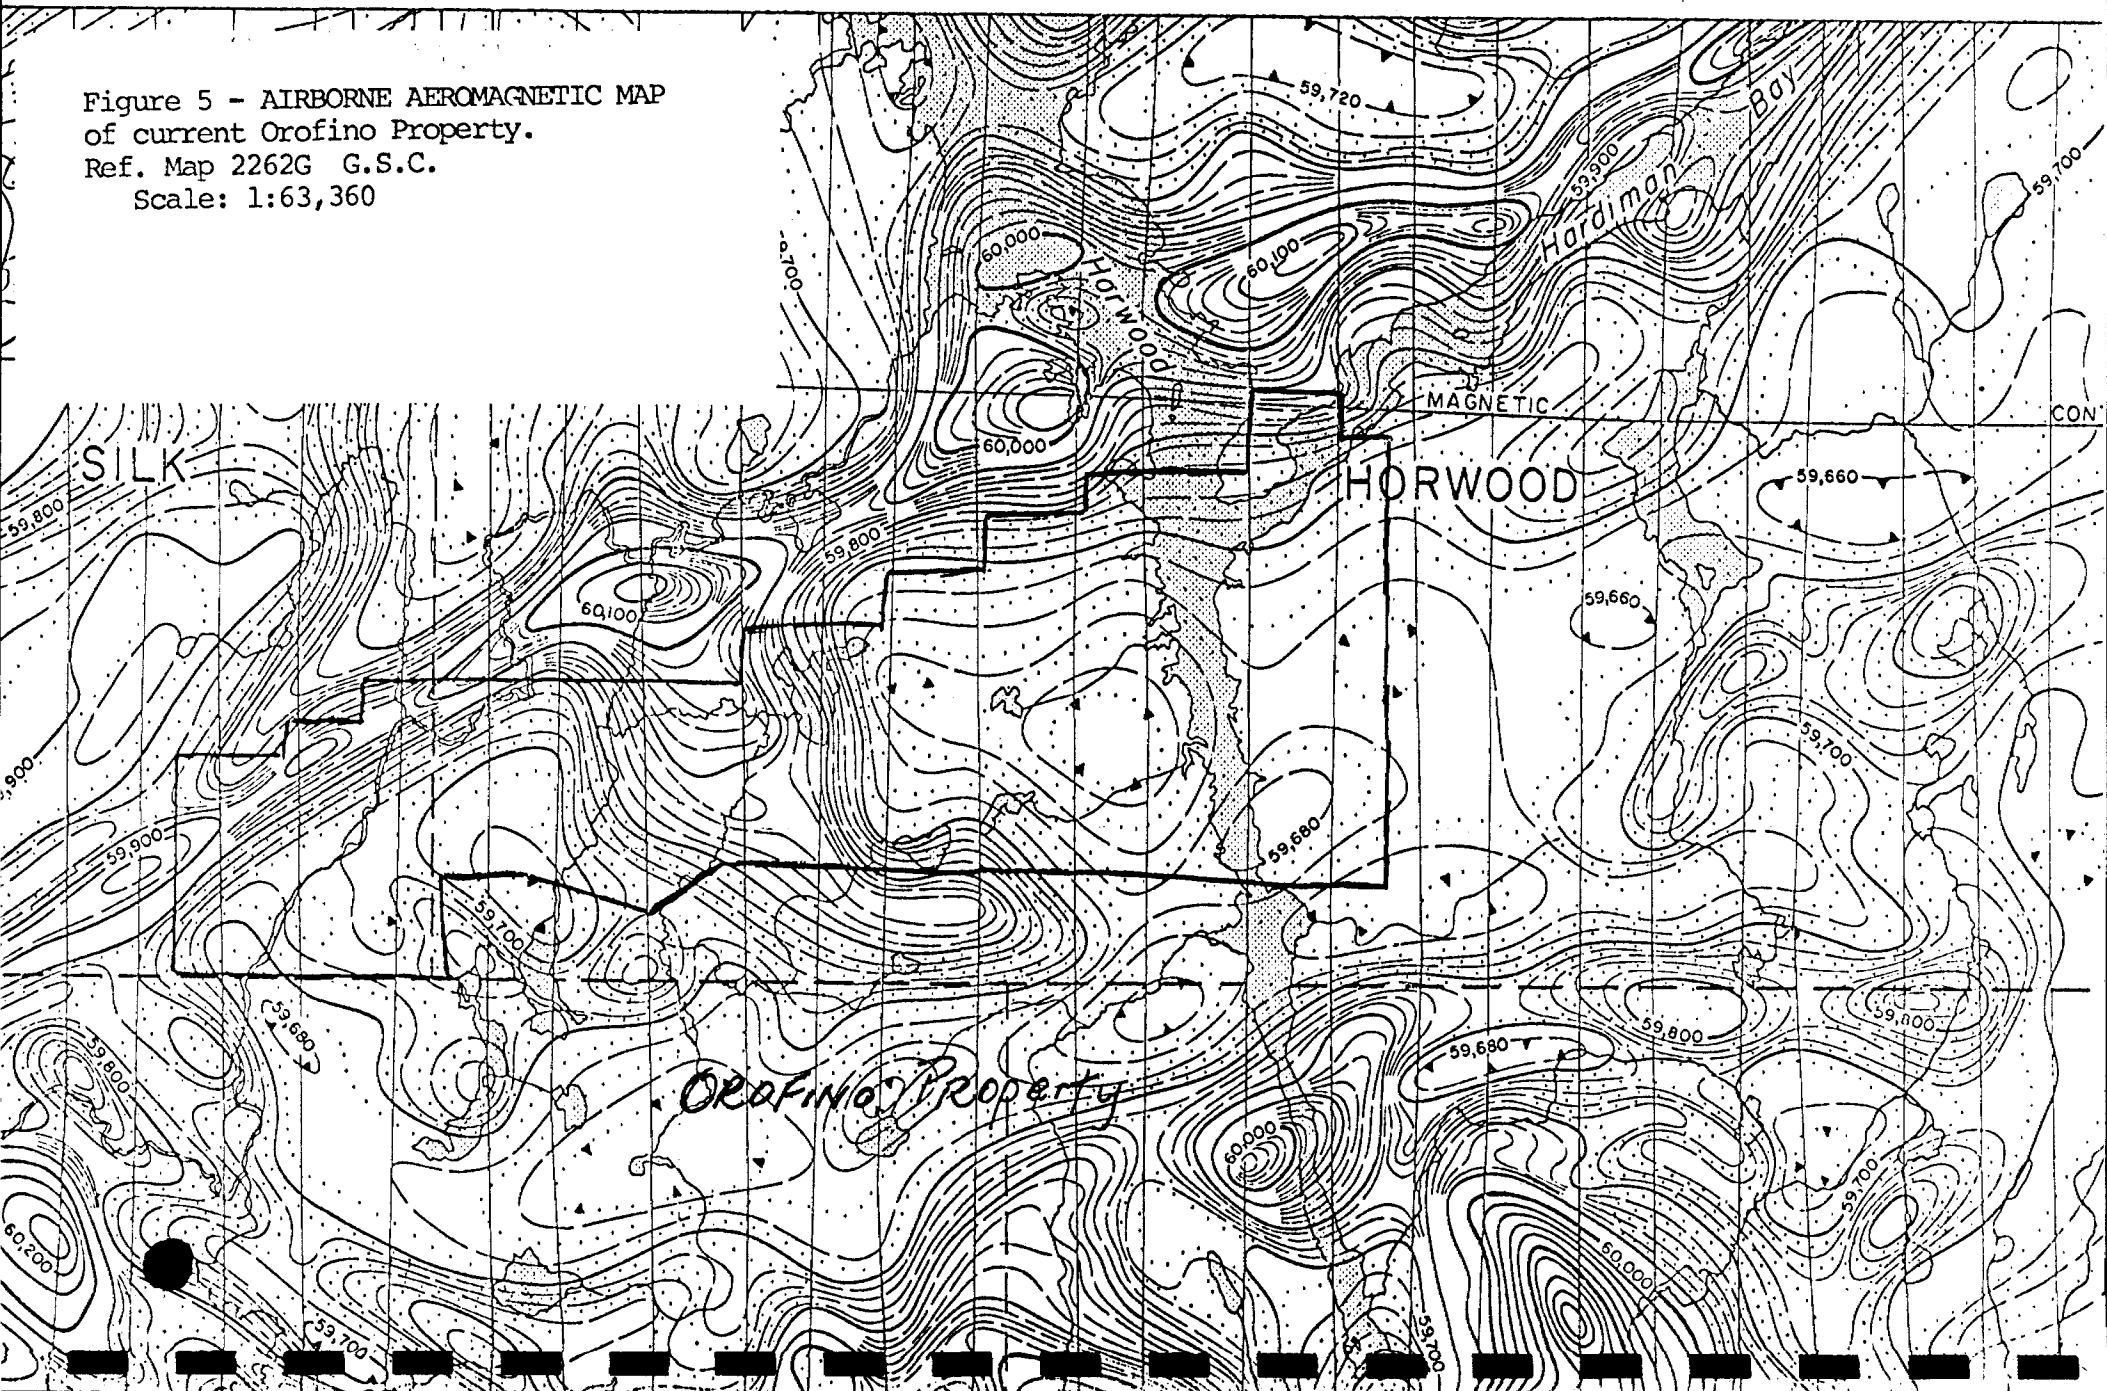 Figure 5 - AIRBORNE AEROMAGNETIC MAP
of current Orofino Property.
Ref. Map 2262G G.S.C.
Scale: 1:63,360
59,720
Bay
59,900
Hardiman
59,700
9,700
60,000
60,100
Horwood
MAGNETIC
CON
60,000
SILK
HORWOOD
59,660
59,800
59,800
60,100
59,660
59,700
9,900
59,900
59,680
59,700
59,680
59,800
59,800
59,800
59,680
OROFINO Property
60,000
59,700
60,200
60,000
59,700
59,700